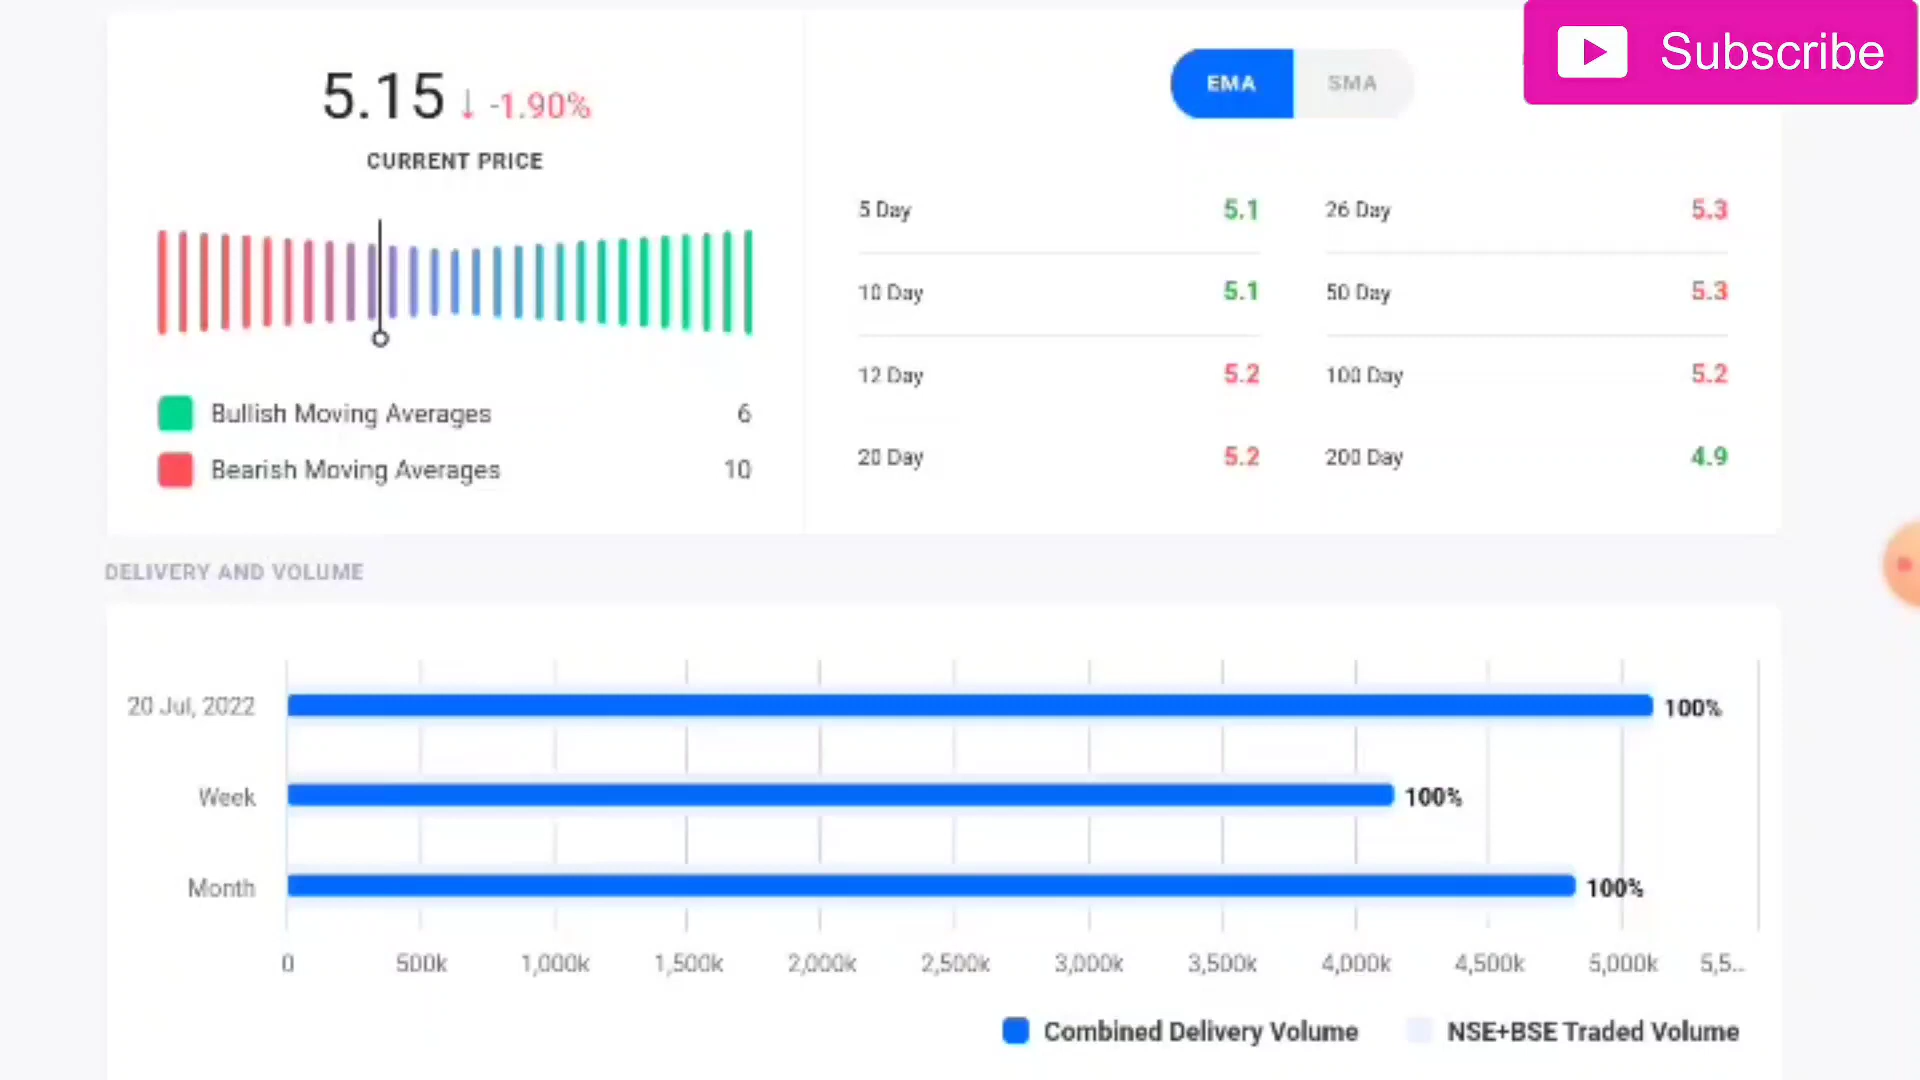 Subscribe
5.15 ↓ -1.90%
CURRENT PRICE
Bullish Moving Averages 6
Bearish Moving Averages 10
EMA SMA
5 Day 5.1 26 Day 5.3
10 Day 5.1 50 Day 5.3
12 Day 5.2 100 Day 5.2
20 Day 5.2 200 Day 4.9
DELIVERY AND VOLUME
20 Jul, 2022 100%
Week 100%
Month 100%
0 500k 1,000k 1,500k 2,000k 2,500k 3,000k 3,500k 4,000k 4,500k 5,000k 5,5...
Combined Delivery Volume NSE+BSE Traded Volume